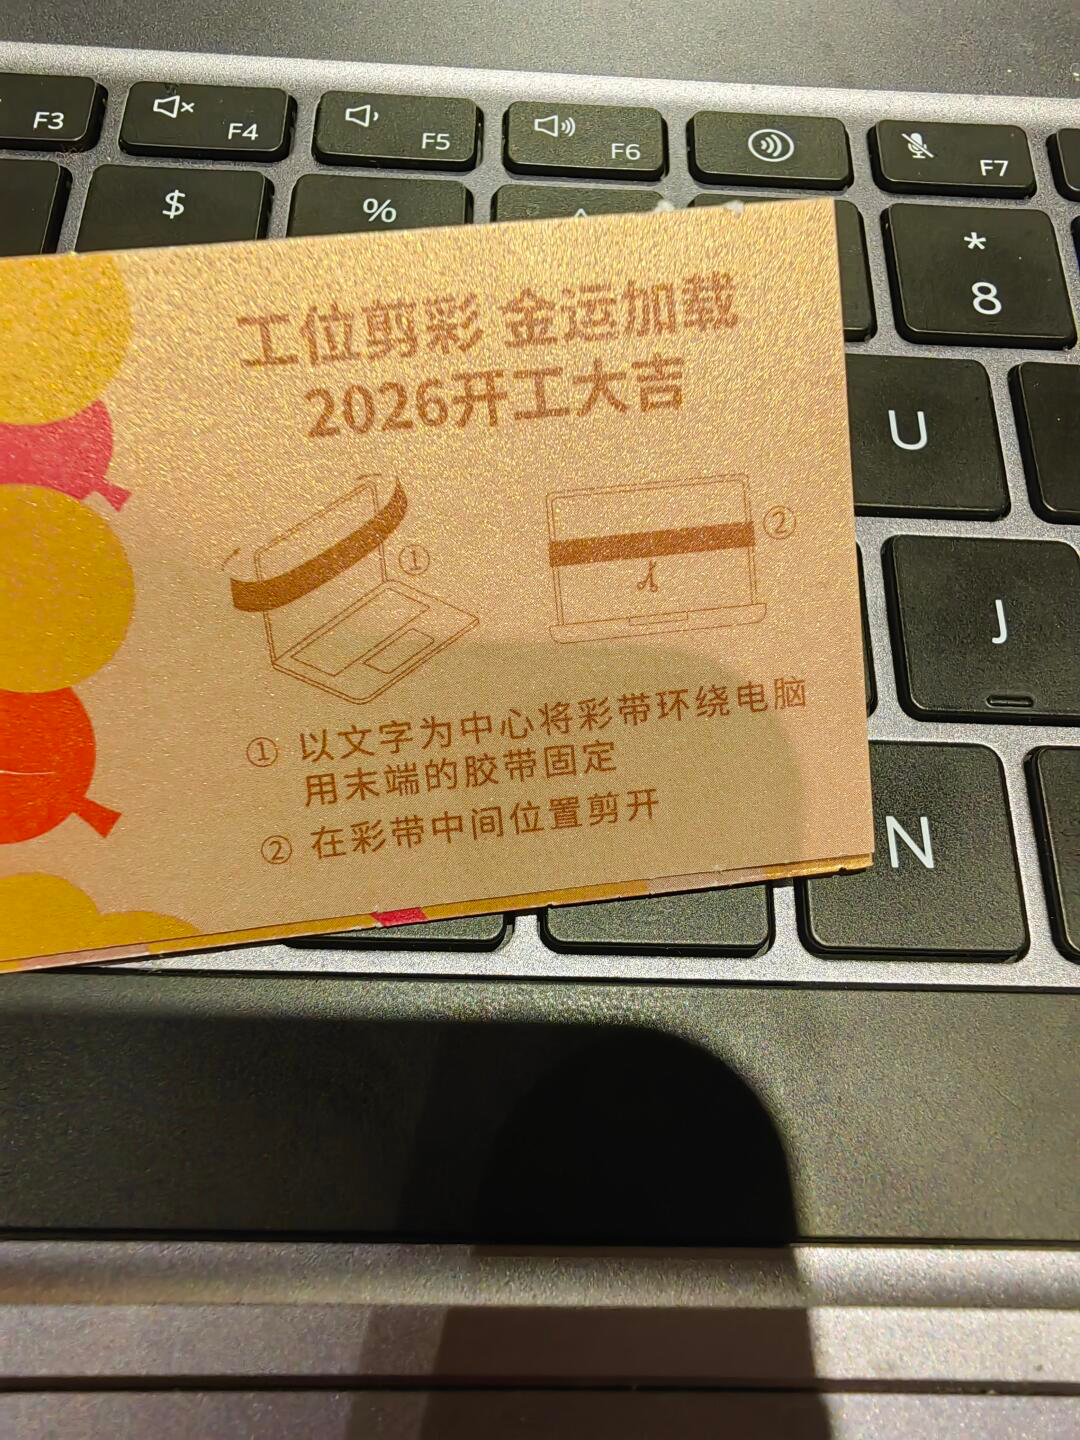 F3
F4
F5
F6
F7
$
%
*
8
工位剪彩 金运加载
2026开工大吉
U
①
②
J
① 以文字为中心将彩带环绕电脑
用末端的胶带固定
② 在彩带中间位置剪开
N